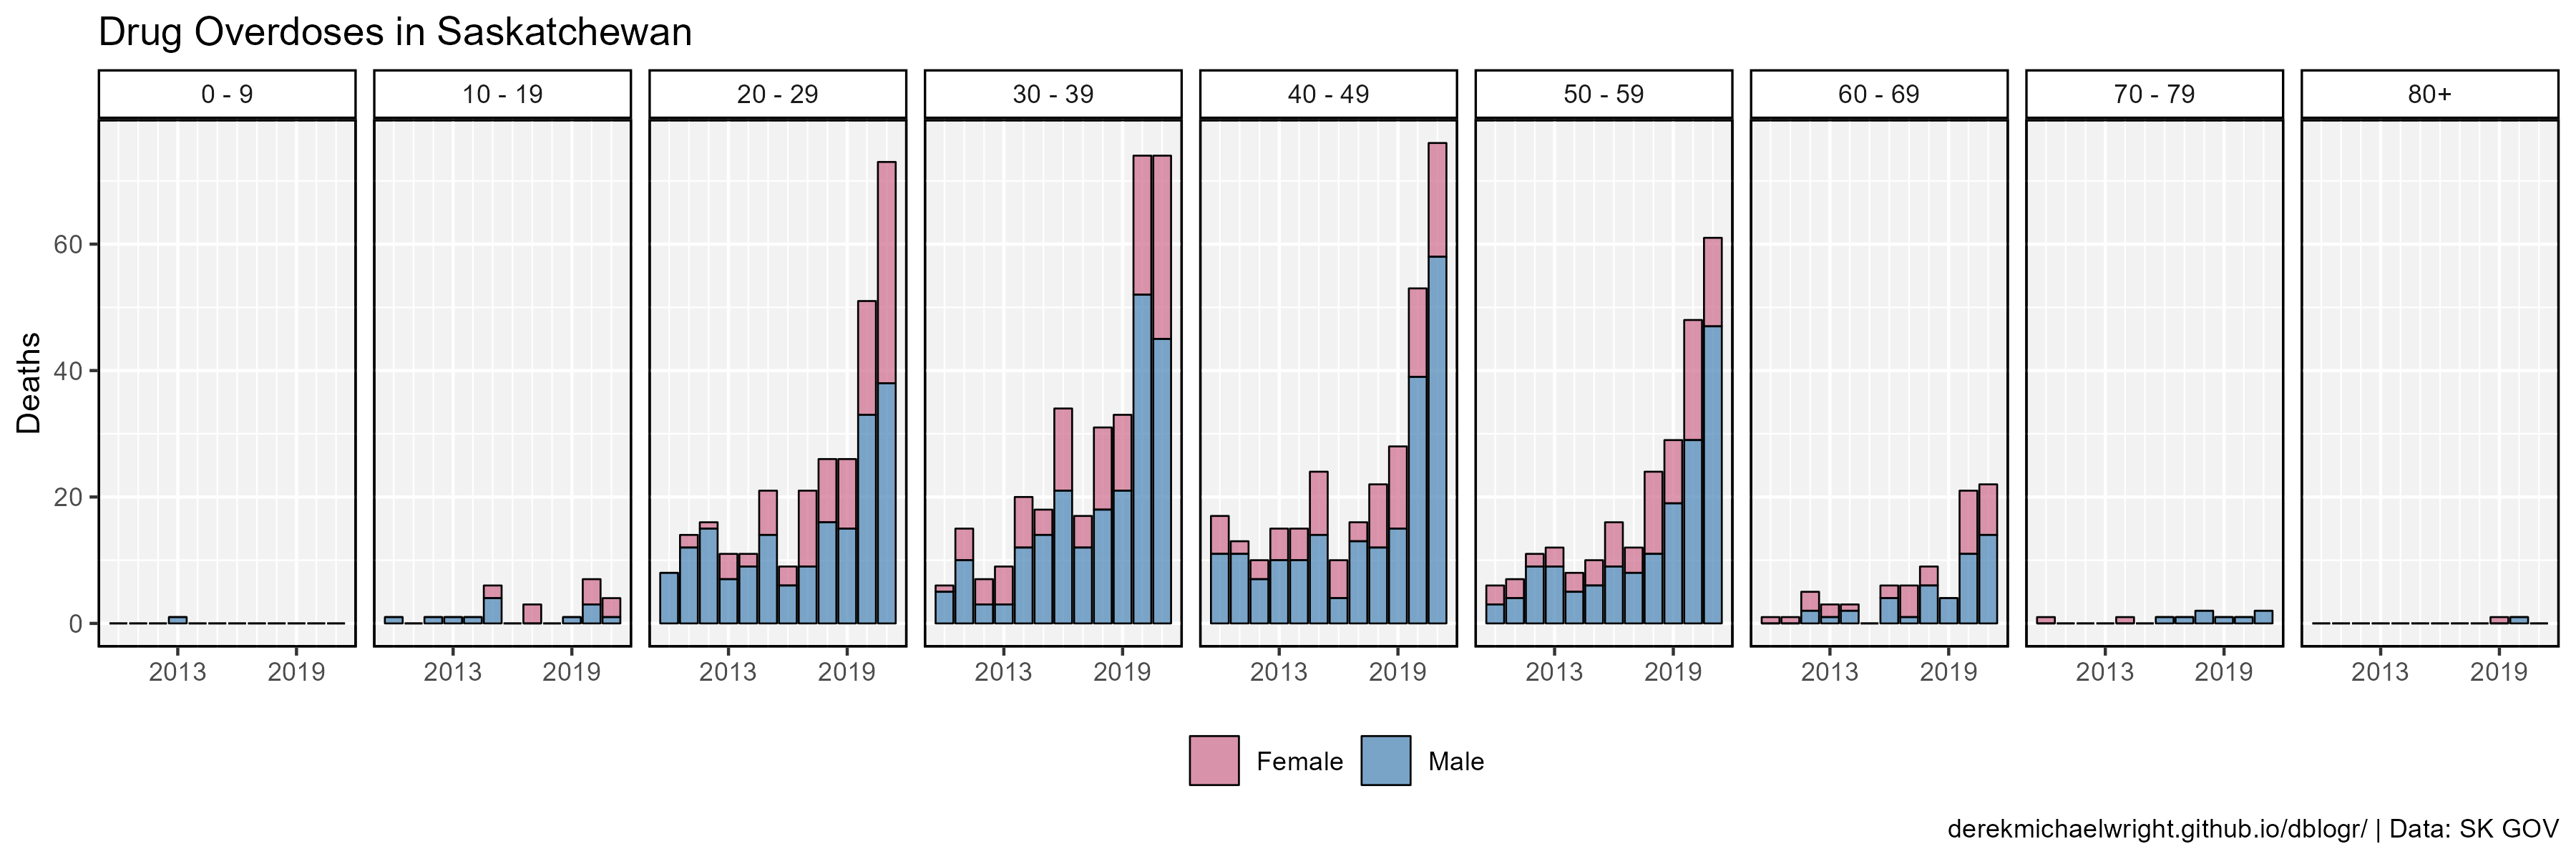 Drug Overdoses in Saskatchewan
0 - 9
10 - 19
20 - 29
30 - 39
40 - 49
50 - 59
60 - 69
70 - 79
80+
Deaths
60
40
20
0
2013 2019
2013 2019
2013 2019
2013 2019
2013 2019
2013 2019
2013 2019
2013 2019
2013 2019
Female
Male
derekmichaelwright.github.io/dblogr/ | Data: SK GOV